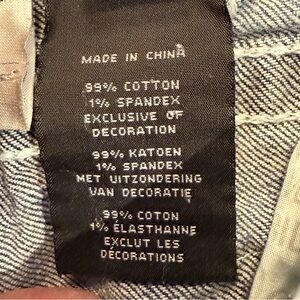 MADE IN CHINA
99% COTTON
1% SPANDEX
EXCLUSIVE OF
DECORATION
99% KATOEN
1% SPANDEX
MET UITZONDERING
VAN DECORATIE
99% COTON
1% ÉLASTHANNE
EXCLUT LES
DÉCORATIONS